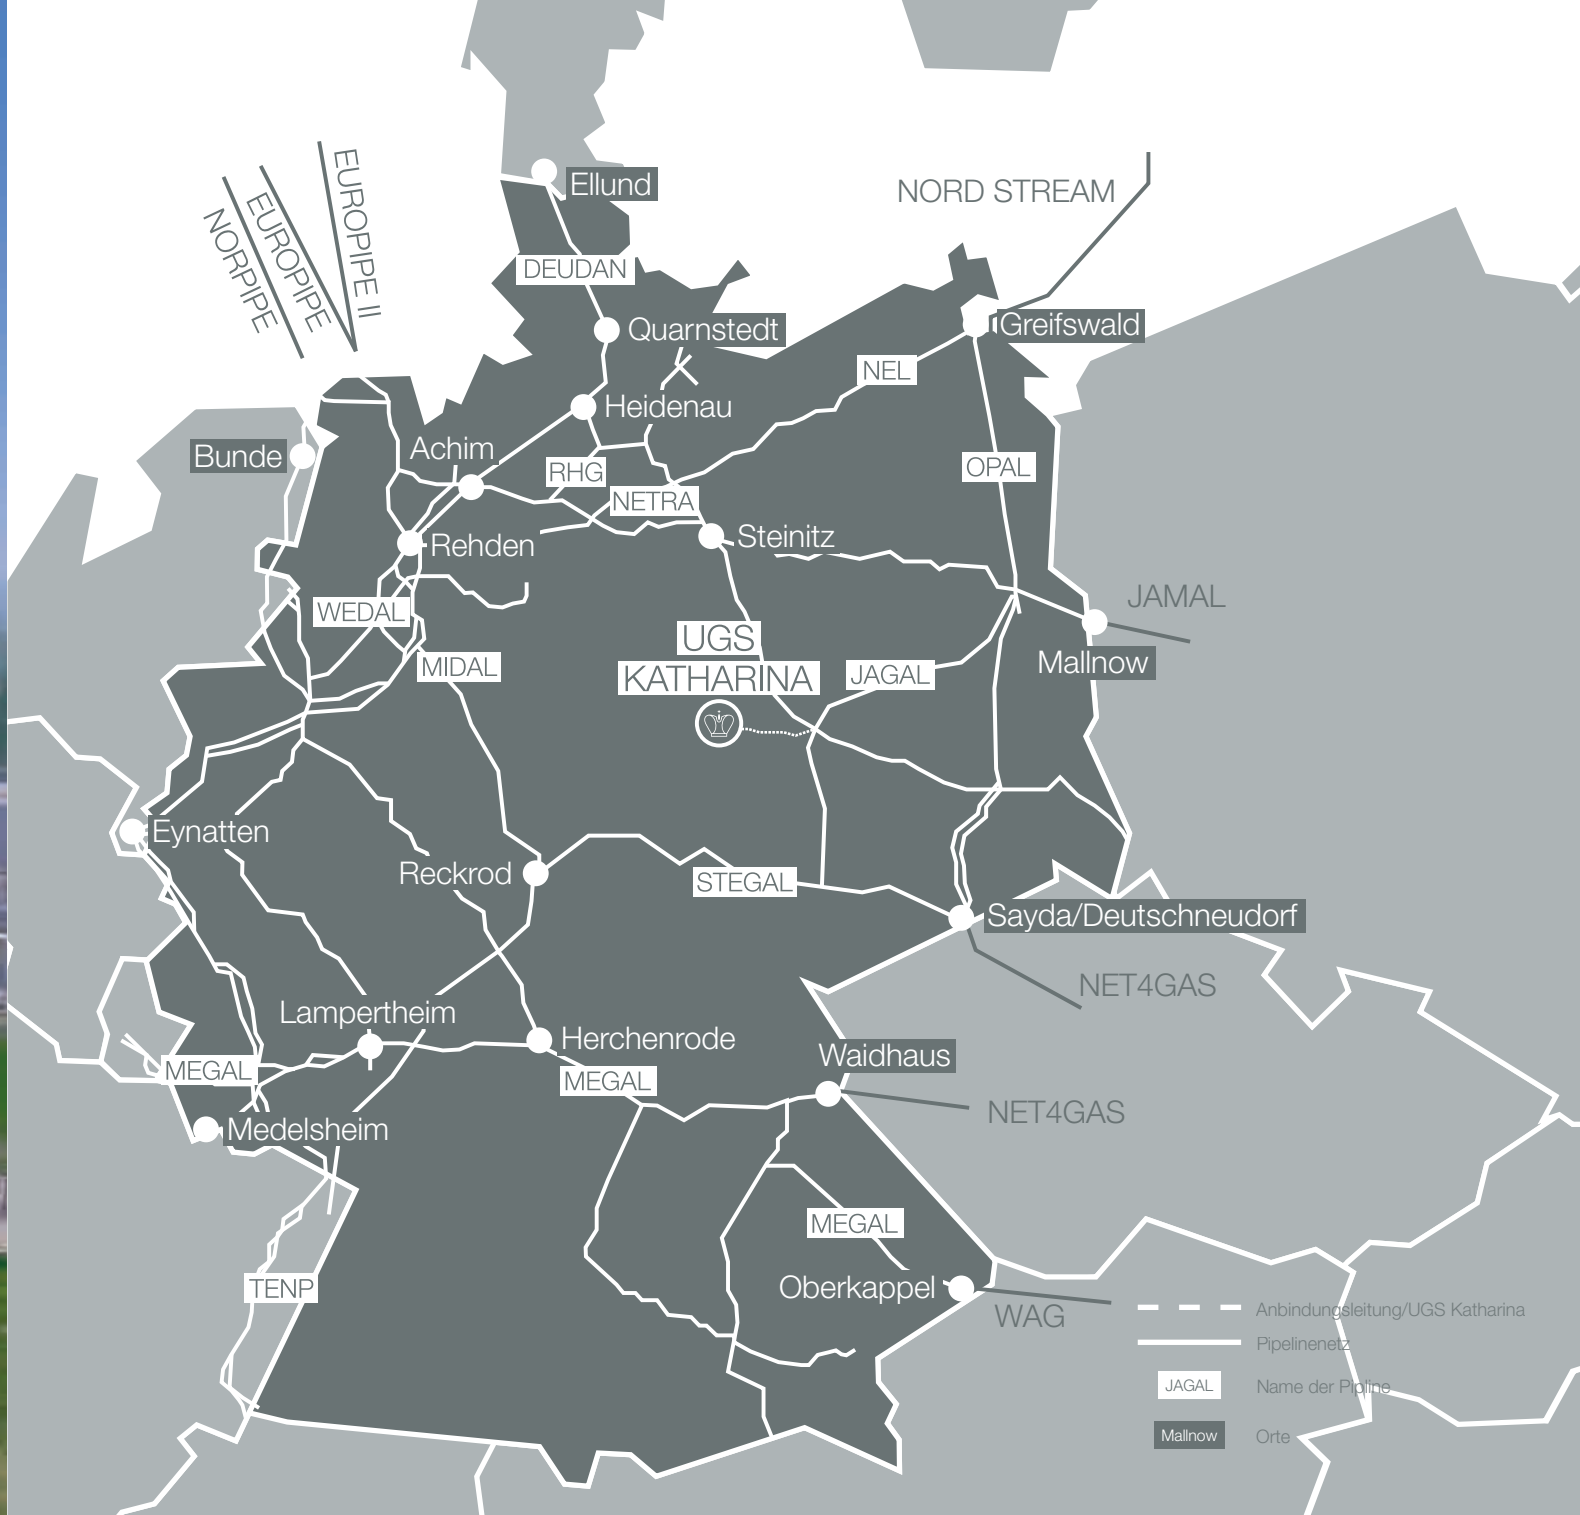 EUROPIPE II
EUROPIPE
NORPIPE
Ellund
NORD STREAM
DEUDAN
Quarnstedt
Greifswald
NEL
Heidenau
Achim
Bunde
RHG
OPAL
NETRA
Steinitz
Rehden
JAMAL
WEDAL
UGS
KATHARINA
MIDAL
JAGAL
Mallnow
Eynatten
Reckrod
STEGAL
Sayda/Deutschneudorf
NET4GAS
Lampertheim
Herchenrode
Waidhaus
MEGAL
MEGAL
NET4GAS
Medelsheim
MEGAL
TENP
Oberkappel
WAG
Anbindungsleitung/UGS Katharina
Pipelinenetz
JAGAL Name der Pipline
Mallnow Orte